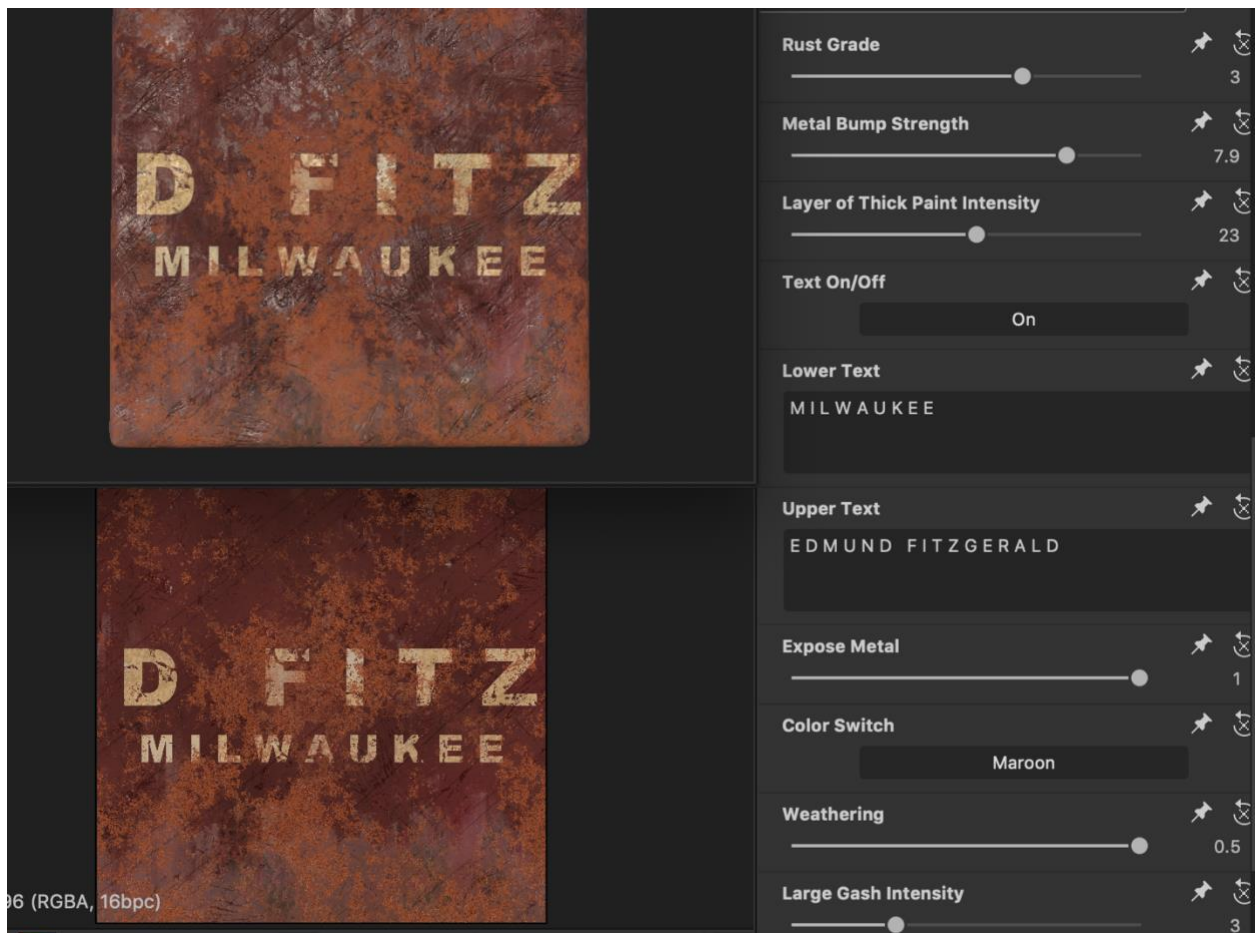 D FITZ
MILWAUKEE
D FITZ
MILWAUKEE
96 (RGBA, 16bpc)
Rust Grade
3
Metal Bump Strength
7.9
Layer of Thick Paint Intensity
23
Text On/Off
On
Lower Text
MILWAUKEE
Upper Text
EDMUND FITZGERALD
Expose Metal
1
Color Switch
Maroon
Weathering
0.5
Large Gash Intensity
3